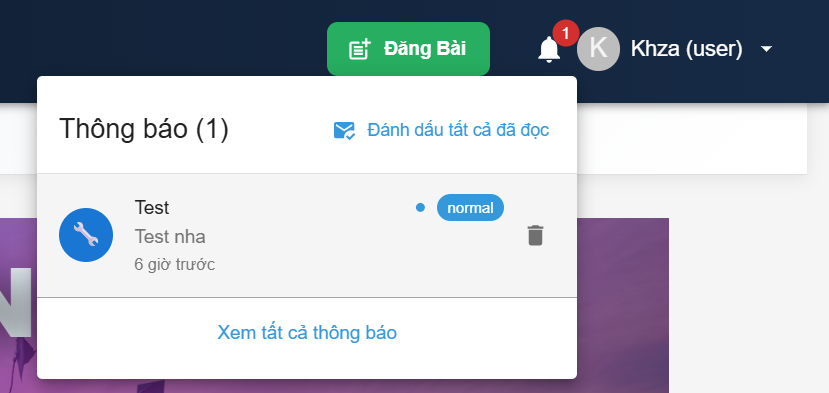 Đăng Bài
1
K
Khza (user)
Thông báo (1)
Đánh dấu tất cả đã đọc
Test
normal
Test nha
6 giờ trước
Xem tất cả thông báo
N